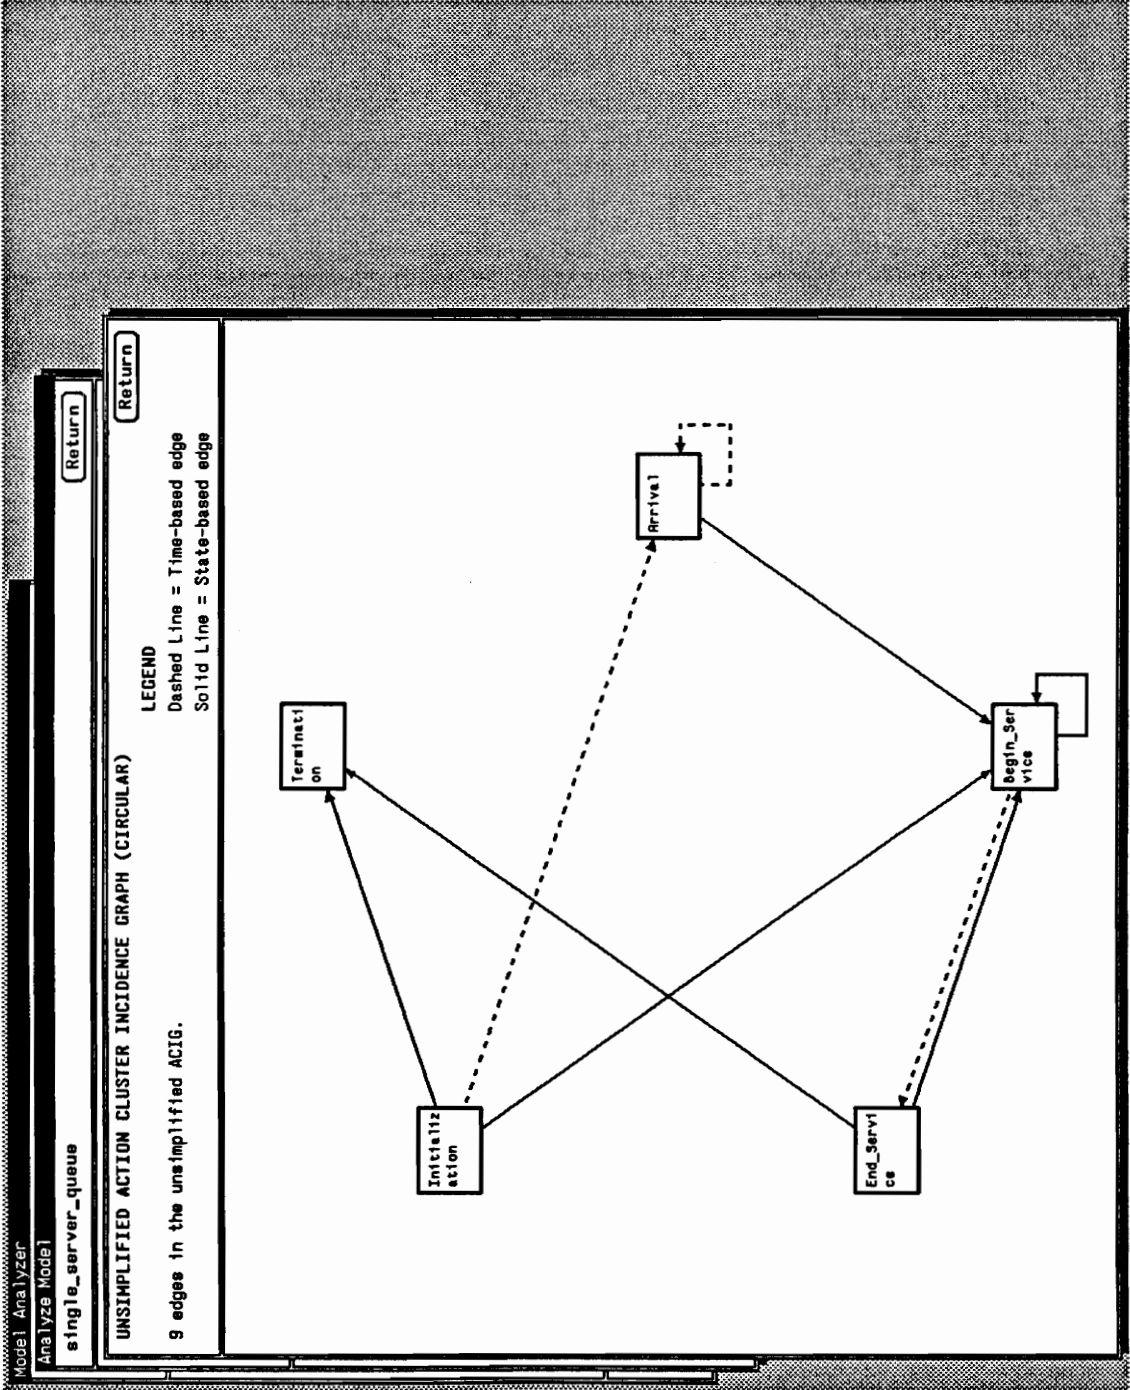 Model Analyzer
Analyze Model
single_server_queue
Return
UNSIMPLIFIED ACTION CLUSTER INCIDENCE GRAPH (CIRCULAR)
Return
LEGEND
9 edges in the unsimplified ACIG.
Dashed Line = Time-based edge
Solid Line = State-based edge
Terminati
on
Initializ
ation
Arrival
End_Servi
ce
Begin_Ser
vice